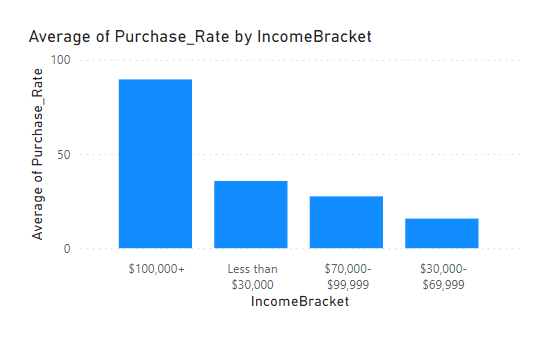 Average of Purchase_Rate by IncomeBracket
100
50
0
Average of Purchase_Rate
$100,000+
Less than
$30,000
$70,000-
$99,999
$30,000-
$69,999
IncomeBracket